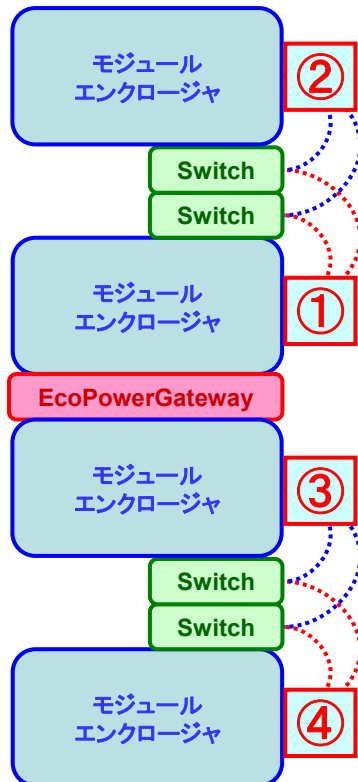 モジュール
エンクロージャ
②
Switch
Switch
モジュール
エンクロージャ
①
EcoPowerGateway
モジュール
エンクロージャ
③
Switch
Switch
モジュール
エンクロージャ
④